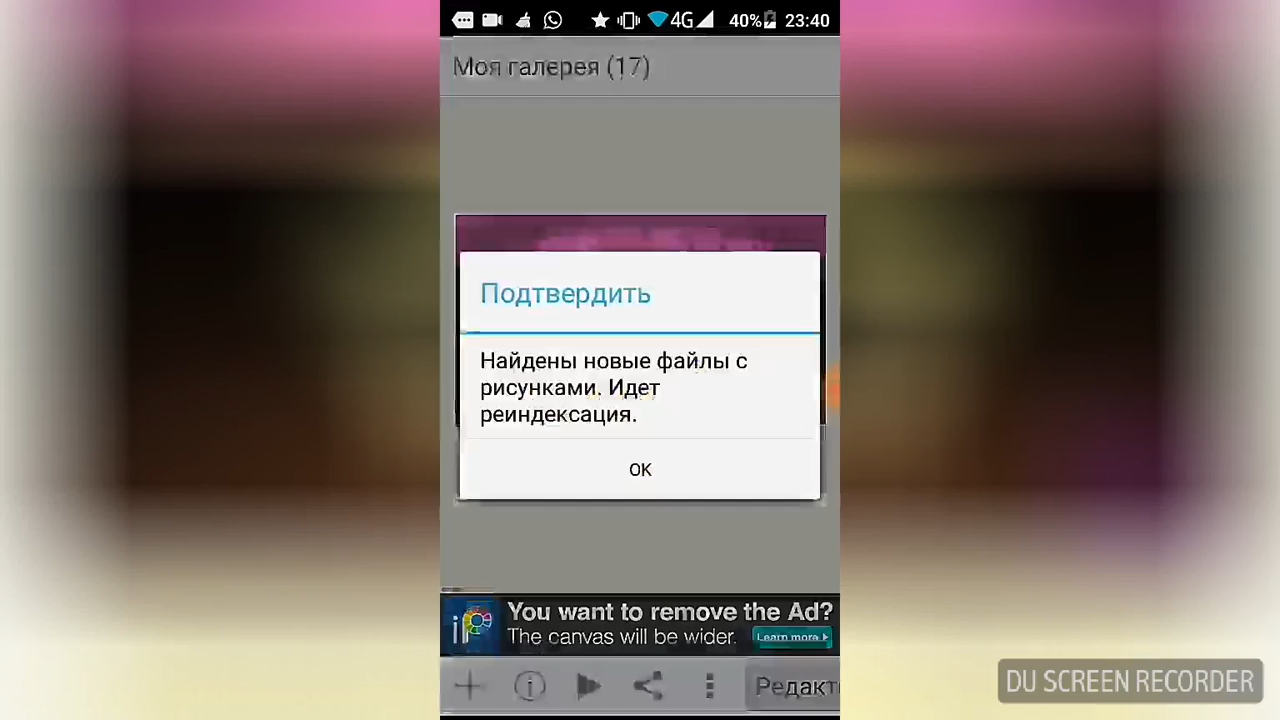 4G 40% 23:40
Моя галерея (17)
Подтвердить
Найдены новые файлы с
рисунками. Идет
реиндексация.
OK
You want to remove the Ad?
The canvas will be wider. Learn more
iP
Редакт
DU SCREEN RECORDER